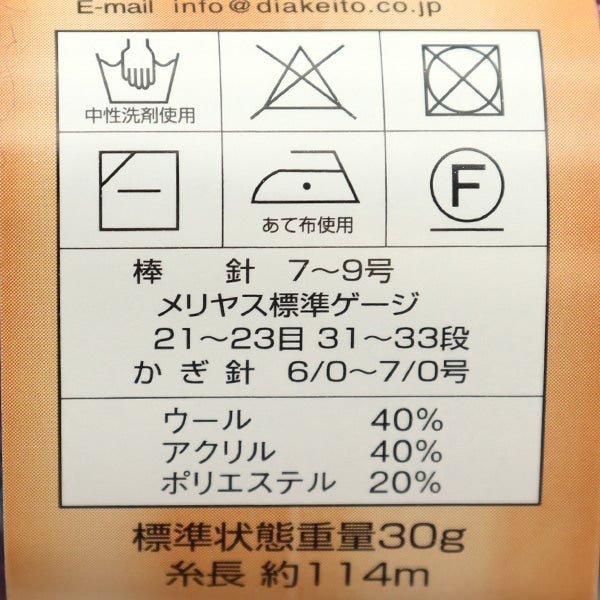 E-mail info@diakeito.co.jp
中性洗剤使用
あて布使用
F
棒 針 7〜9号
メリヤス標準ゲージ
21〜23目 31〜33段
かぎ針 6/0〜7/0号
ウール 40%
アクリル 40%
ポリエステル 20%
標準状態重量30g
糸長 約114m